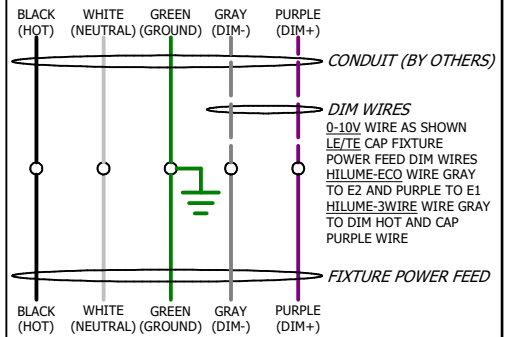 BLACK WHITE GREEN GRAY PURPLE
(HOT) (NEUTRAL) (GROUND) (DIM-) (DIM+)
CONDUIT (BY OTHERS)
DIM WIRES
0-10V WIRE AS SHOWN
LE/TE CAP FIXTURE
POWER FEED DIM WIRES
HILUME-ECO WIRE GRAY
TO E2 AND PURPLE TO E1
HILUME-3WIRE WIRE GRAY
TO DIM HOT AND CAP
PURPLE WIRE
FIXTURE POWER FEED
BLACK WHITE GREEN GRAY PURPLE
(HOT) (NEUTRAL) (GROUND) (DIM-) (DIM+)